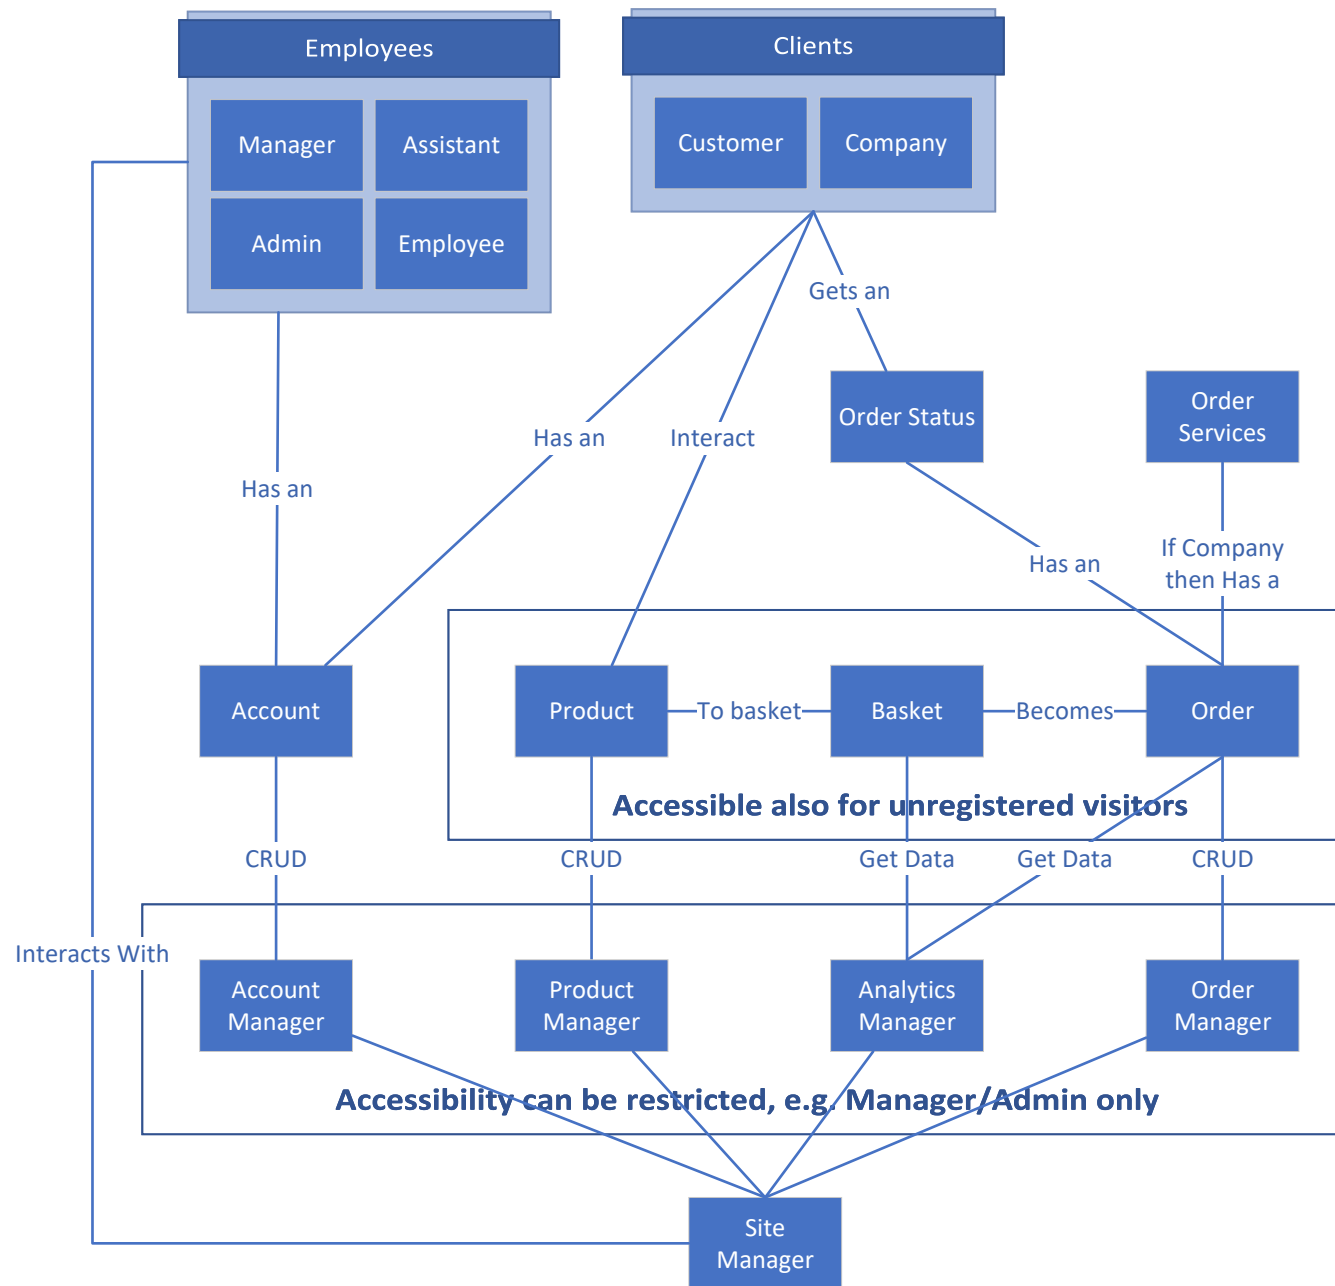 Employees
Clients
Manager
Assistant
Customer
Company
Admin
Employee
Gets an
Order Status
Order
Services
Has an
Interact
Has an
Has an
If Company
then Has a
Account
Product
To basket
Basket
Becomes
Order
Accessible also for unregistered visitors
CRUD
CRUD
Get Data
Get Data
CRUD
Interacts With
Account
Manager
Product
Manager
Analytics
Manager
Order
Manager
Accessibility can be restricted, e.g. Manager/Admin only
Site
Manager